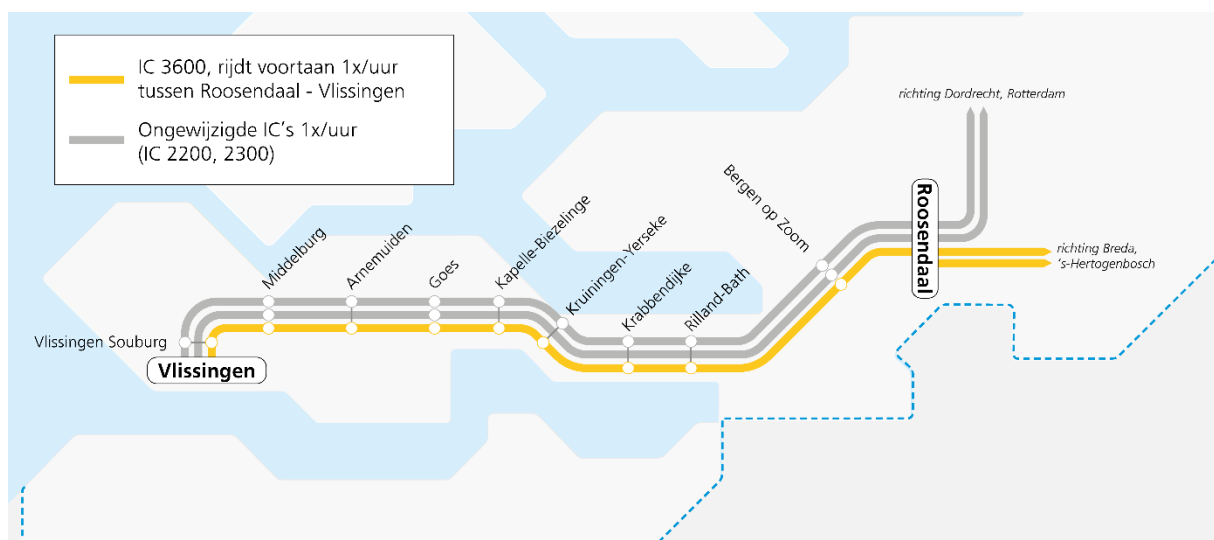 IC 3600, rijdt voortaan 1x/uur
tussen Roosendaal - Vlissingen
Ongewijzigde IC's 1x/uur
(IC 2200, 2300)
richting Dordrecht, Rotterdam
Bergen op Zoom
Roosendaal
richting Breda,
's-Hertogenbosch
Middelburg
Arnemuiden
Goes
Kapelle-Biezelinge
Kruiningen-Yerseke
Krabbendijke
Rilland-Bath
Vlissingen Souburg
Vlissingen